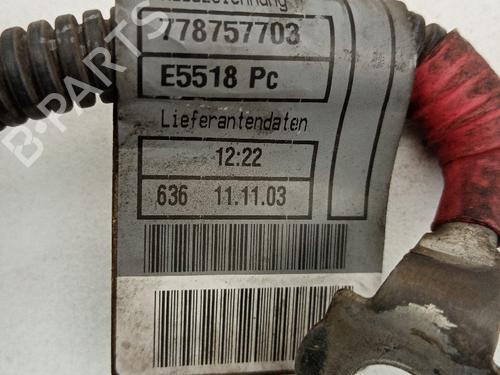 778757703
E5518 Pc
Lieferantendaten
12:22
636 11.11.03
B-PARTS